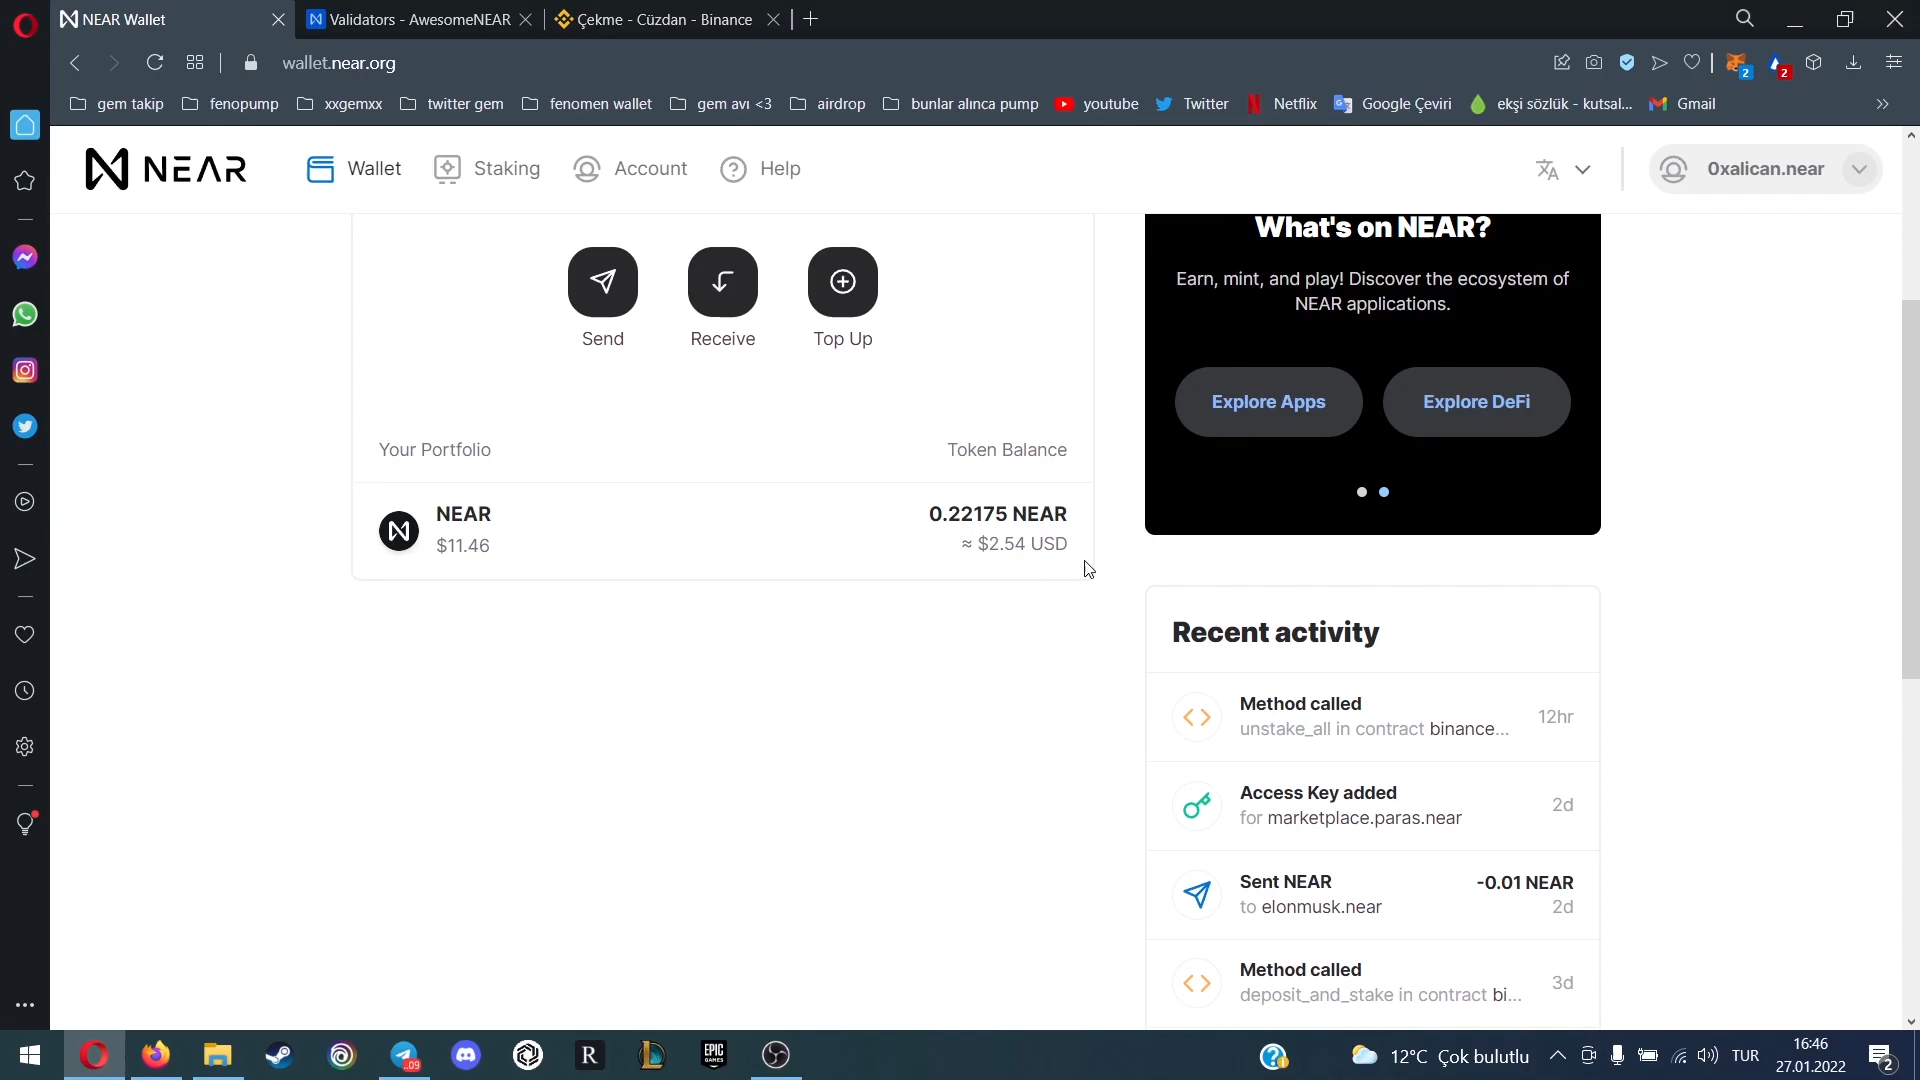 NEAR Wallet
Validators - AwesomeNEAR
Çekme - Cüzdan - Binance
wallet.near.org
2
2
gem takip
fenopump
xxgemxx
twitter gem
fenomen wallet
gem avı <3
airdrop
bunlar alınca pump
youtube
Twitter
Netflix
Google Çeviri
ekşi sözlük - kutsal...
Gmail
NEAR
Wallet
Staking
Account
Help
0xalican.near
Send
Receive
Top Up
Your Portfolio
Token Balance
NEAR
0.22175 NEAR
$11.46
≈ $2.54 USD
What's on NEAR?
Earn, mint, and play! Discover the ecosystem of
NEAR applications.
Explore Apps
Explore DeFi
Recent activity
Method called
unstake_all in contract binance...
12hr
Access Key added
for marketplace.paras.near
2d
Sent NEAR
-0.01 NEAR
to elonmusk.near
2d
Method called
deposit_and_stake in contract bi...
3d
.09
R
EPIC
GAMES
12°C Çok bulutlu
TUR
16:46
27.01.2022
2